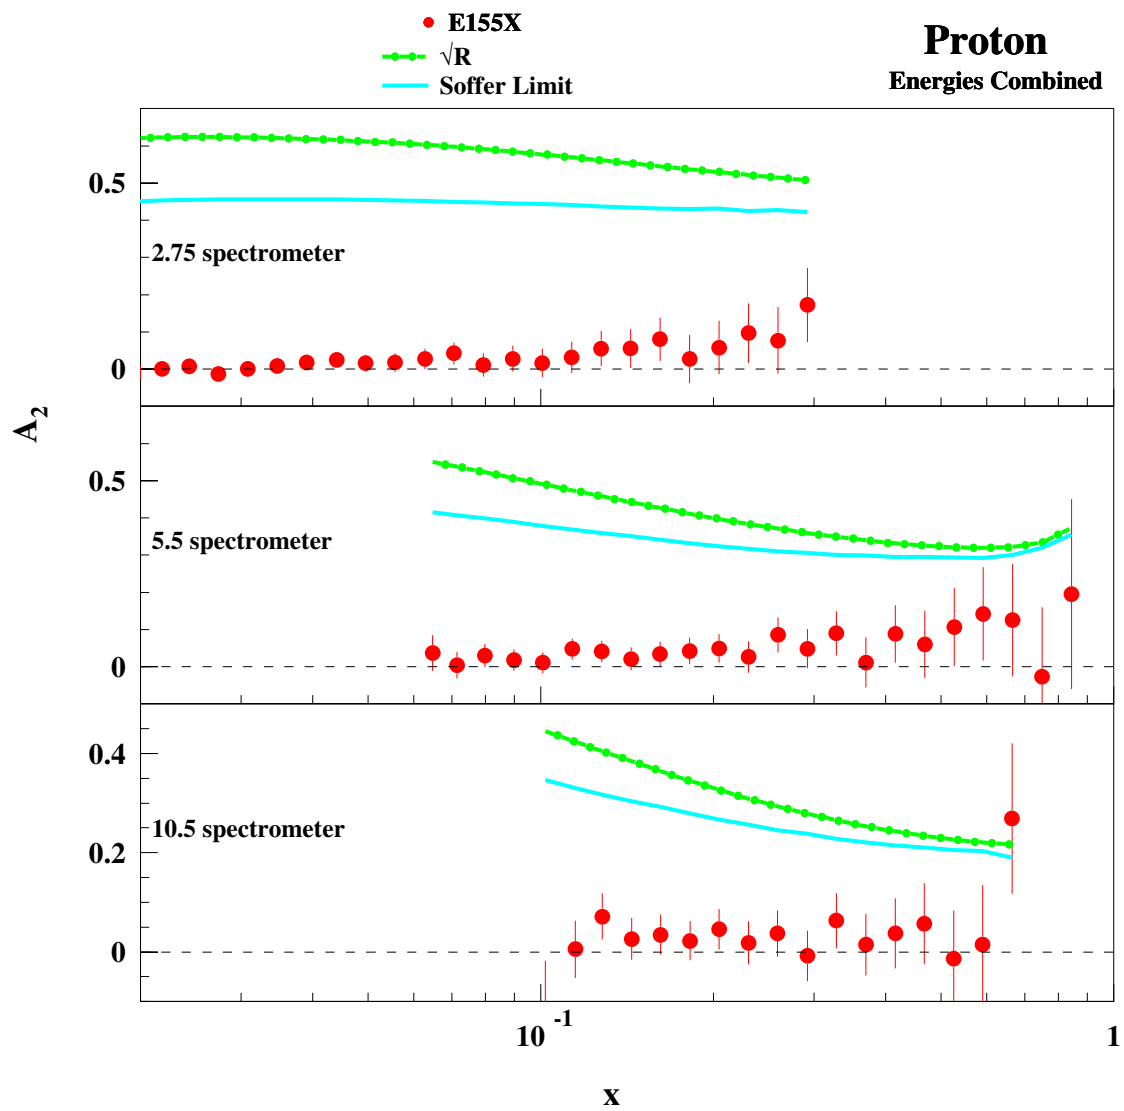 E155X
√R
Soffer Limit
Proton
Energies Combined
0.5
2.75 spectrometer
0
A2
0.5
5.5 spectrometer
0
0.4
10.5 spectrometer
0.2
0
10 -1
1
x